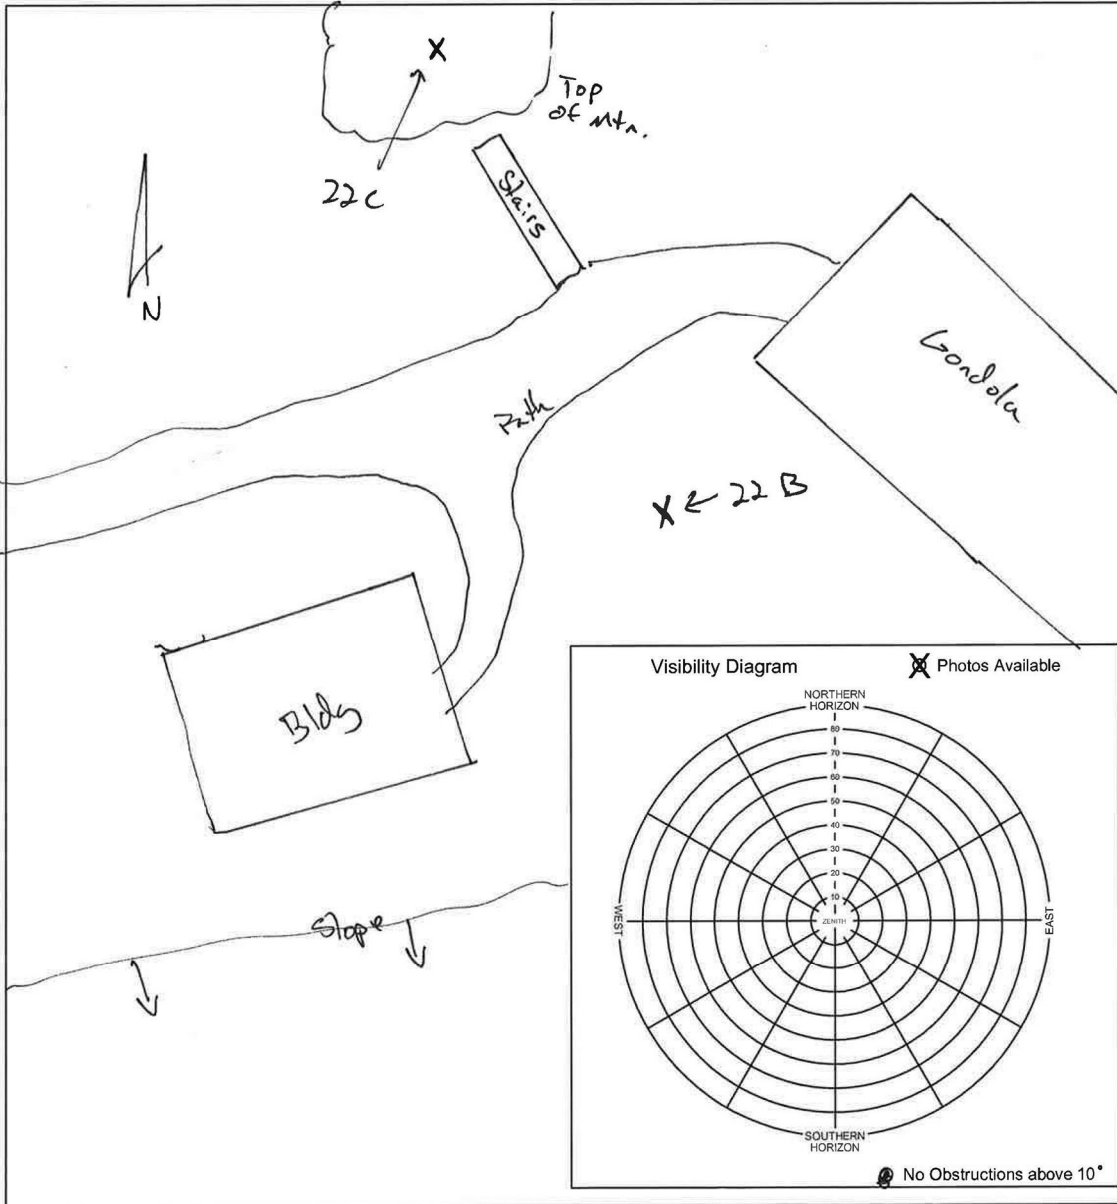 X
Top
of Mtn.
22C
Stairs
N
Gondola
Path
X ← 22 B
Bldg
Slope
Visibility Diagram
X Photos Available
NORTHERN
HORIZON
80
70
60
50
40
30
20
10
WEST
ZENITH
EAST
SOUTHERN
HORIZON
No Obstructions above 10°